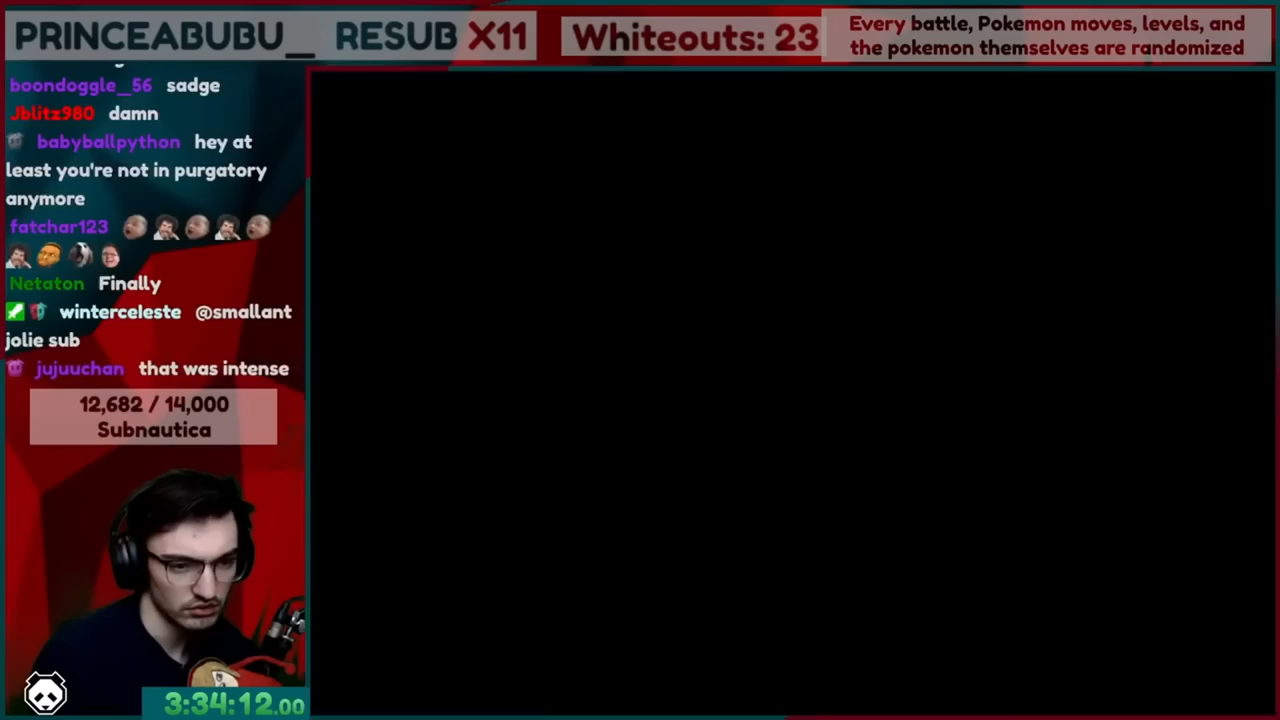 PRINCEABUBU_ RESUB X11
Whiteouts: 23
Every battle, Pokemon moves, levels, and
the pokemon themselves are randomized
boondoggle_56 sadge
Jblitz980 damn
babyballpython hey at
least you're not in purgatory
anymore
fatchar123
Netaton Finally
winterceleste @smallant
jolie sub
jujuuchan that was intense
12,682 / 14,000
Subnautica
3:34:12.00